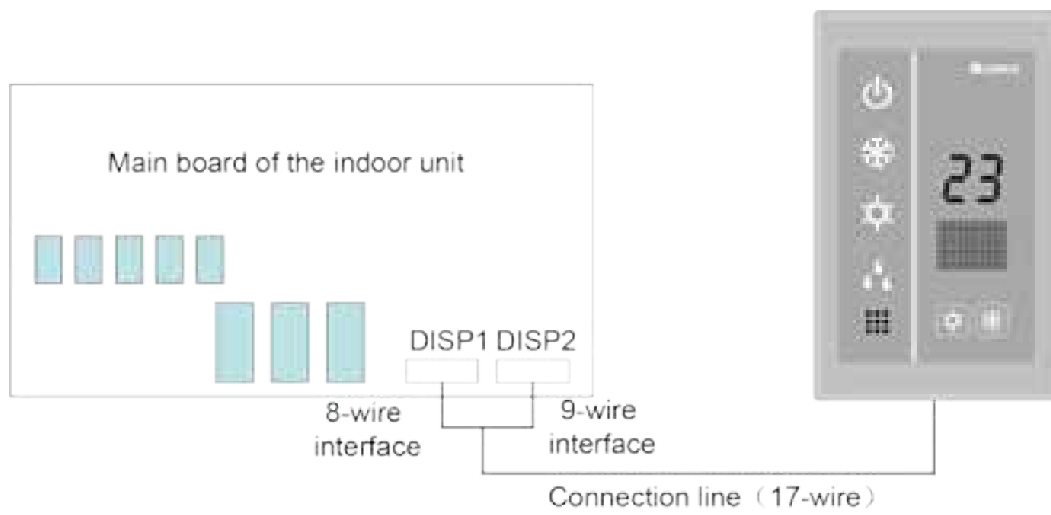 Main board of the indoor unit
23
DISP1 DISP2
8-wire
interface
9-wire
interface
Connection line（17-wire）